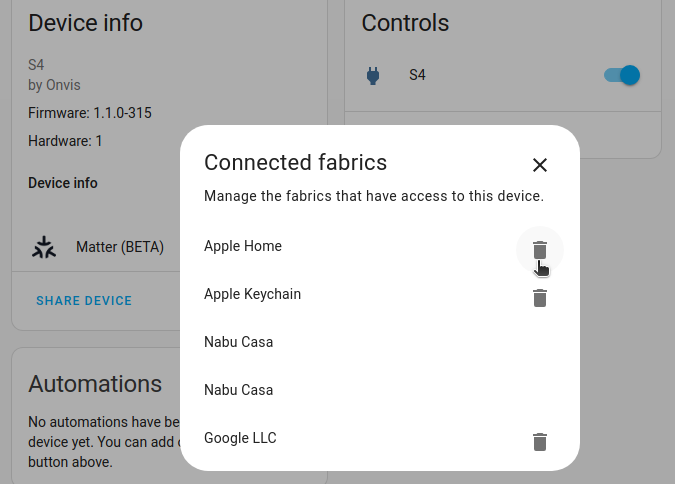 Device info
S4
by Onvis
Firmware: 1.1.0-315
Hardware: 1
Device info
Matter (BETA)
SHARE DEVICE
Automations
No automations have be
device yet. You can add
button above.
Controls
S4
Connected fabrics
Manage the fabrics that have access to this device.
Apple Home
Apple Keychain
Nabu Casa
Nabu Casa
Google LLC